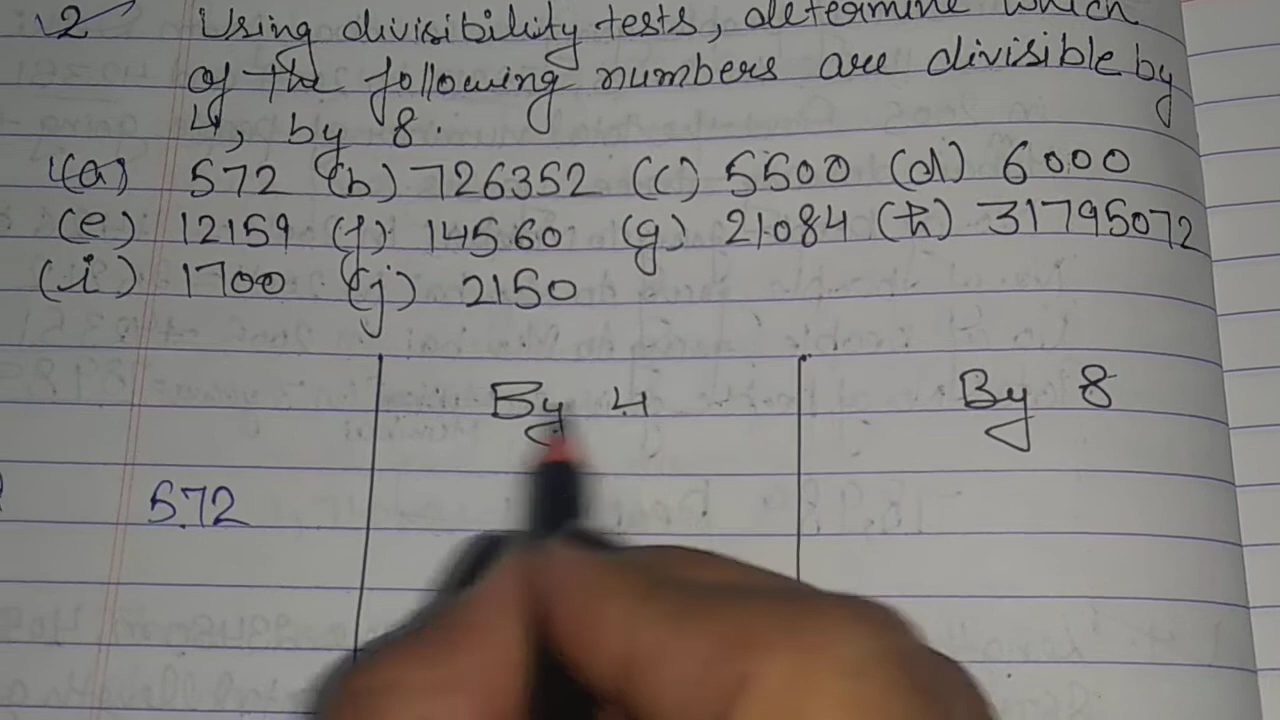 2 Using divisibility tests, determine which
of the following numbers are divisible by
4, by 8.
(a) 572 (b) 726352 (c) 5500 (d) 6000
(e) 12159 (f) 14560 (g) 21084 (h) 31795072
(i) 1700 (j) 2150
By 4 By 8
572